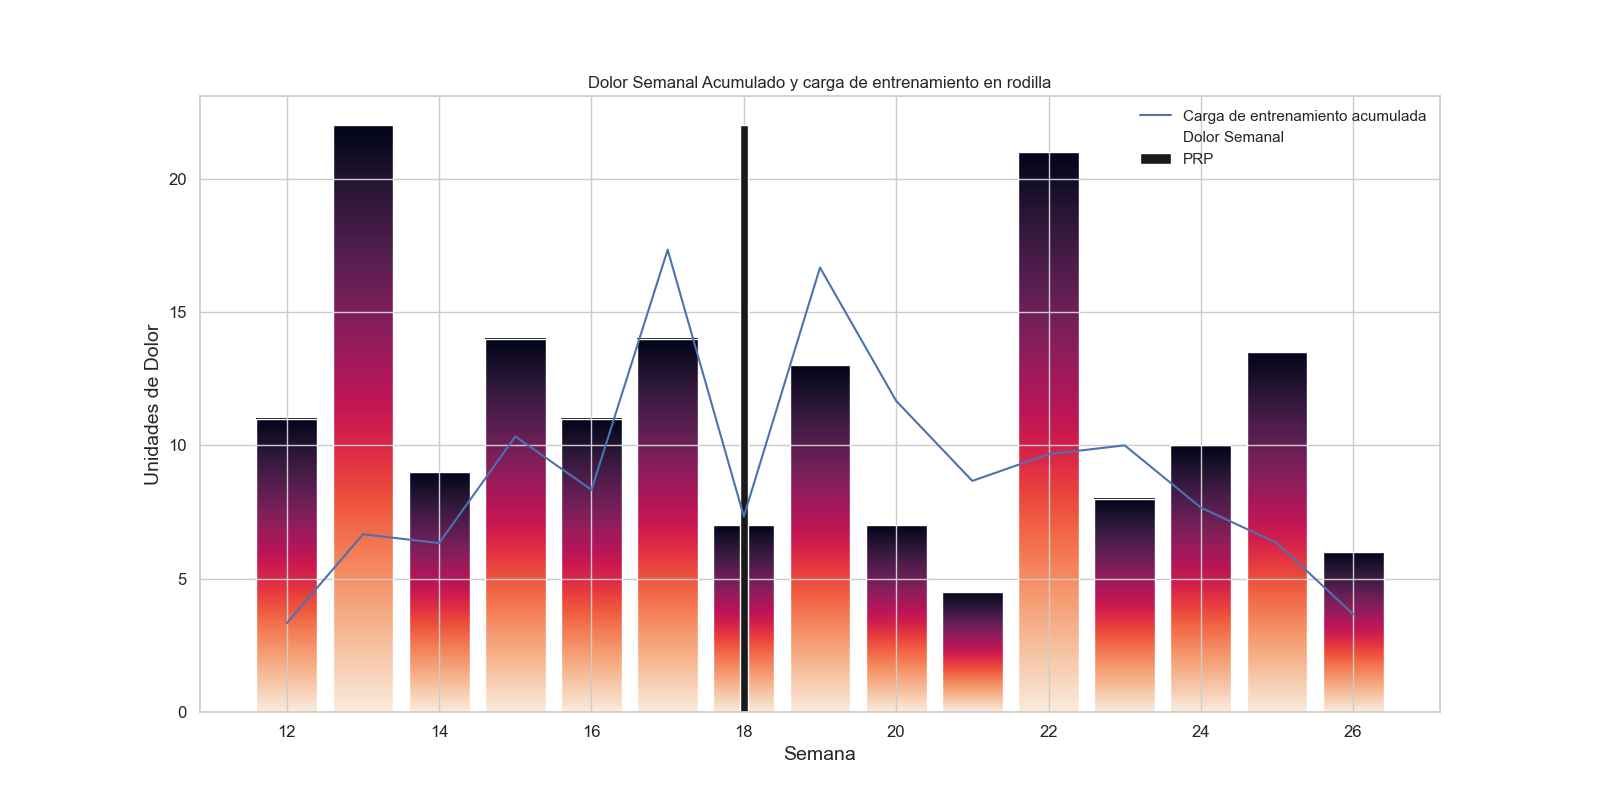 Dolor Semanal Acumulado y carga de entrenamiento en rodilla
Carga de entrenamiento acumulada
Dolor Semanal
PRP
Unidades de Dolor
20
15
10
5
0
12 14 16 18 20 22 24 26
Semana